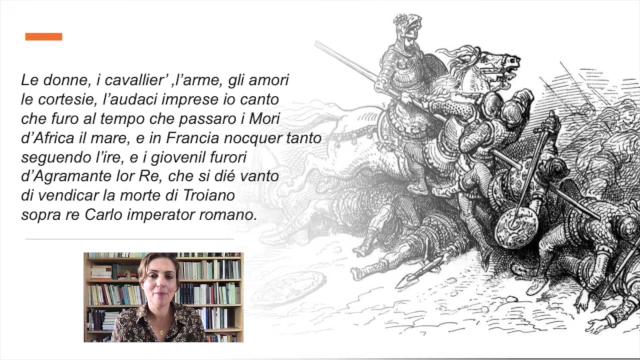 Le donne, i cavallier’ ,l’arme, gli amori
le cortesie, l’audaci imprese io canto
che furo al tempo che passaro i Mori
d’Africa il mare, e in Francia nocquer tanto
seguendo l’ire, e i giovenil furori
d’Agramante lor Re, che si dié vanto
di vendicar la morte di Troiano
sopra re Carlo imperator romano.